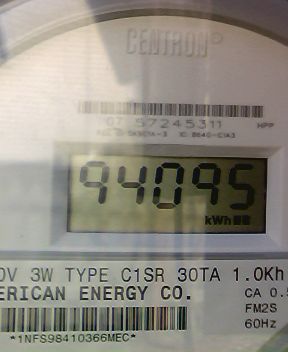 CENTRON®
07 57245311
HPP
94095
kWh
0V 3W TYPE C1SR 30TA 1.0Kh
ERICAN ENERGY CO.
CA 0.5
FM2S
60Hz
*1NFS98410366MEC*